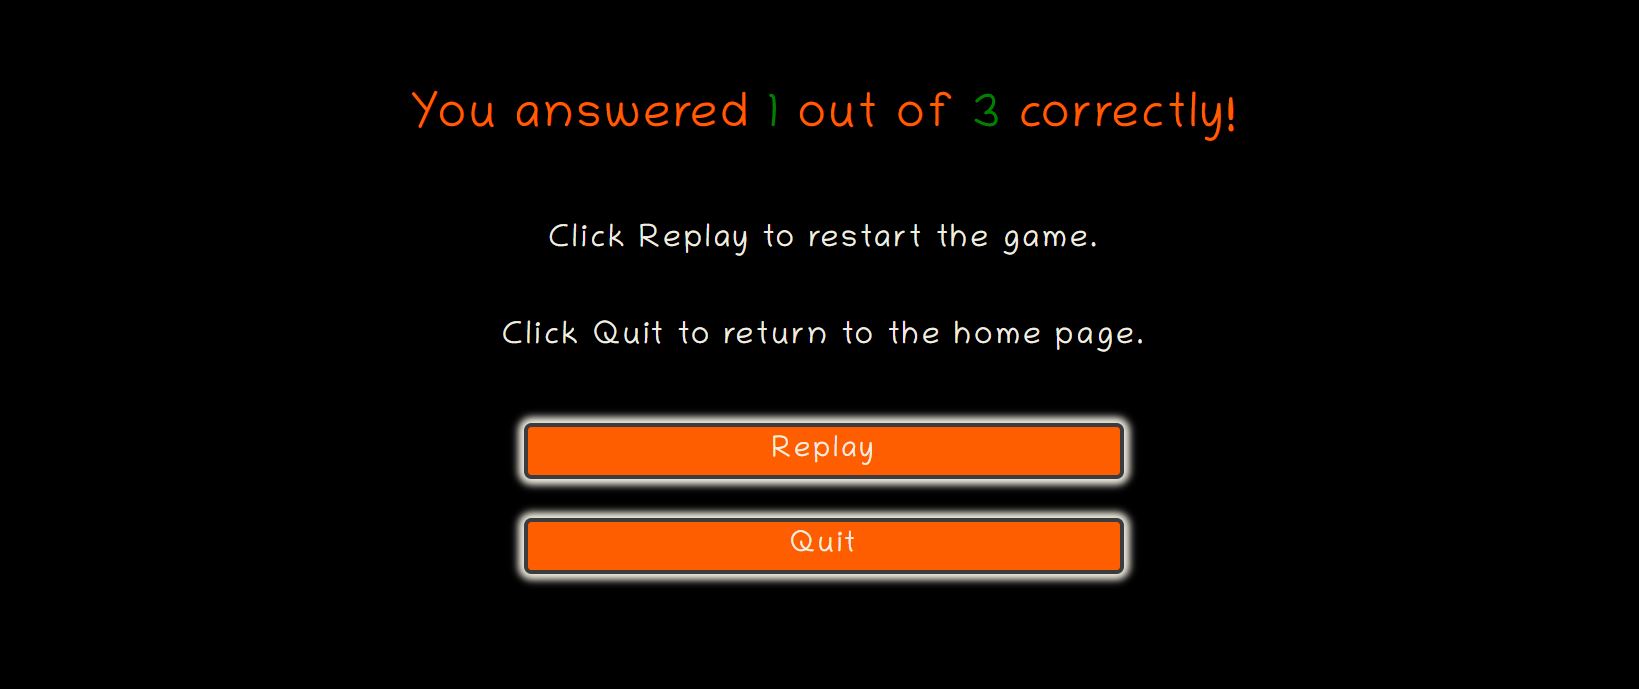 You answered 1 out of 3 correctly!
Click Replay to restart the game.
Click Quit to return to the home page.
Replay
Quit